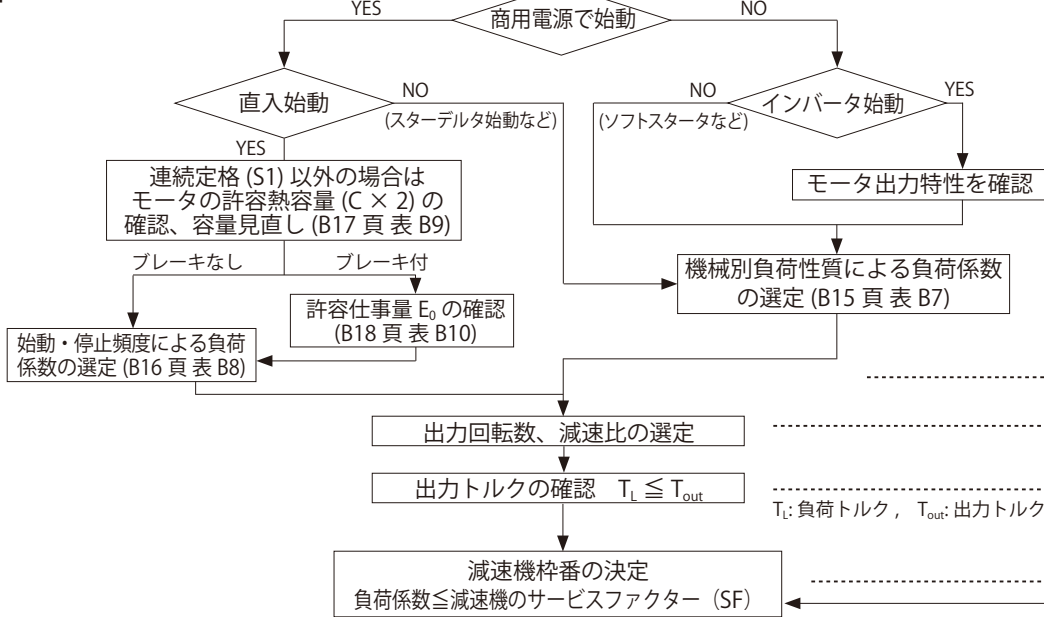 YES
商用電源で始動
NO
直入始動
NO
(スターデルタ始動など)
NO
(ソフトスタータなど)
インバータ始動
YES
YES
連続定格 (S1) 以外の場合は
モータの許容熱容量 (C × 2) の
確認、容量見直し (B17 頁 表 B9)
モータ出力特性を確認
ブレーキなし
ブレーキ付
機械別負荷性質による負荷係数
の選定 (B15 頁 表 B7)
許容仕事量 E0 の確認
(B18 頁 表 B10)
始動・停止頻度による負荷
係数の選定 (B16 頁 表 B8)
出力回転数、減速比の選定
出力トルクの確認 TL ≦ Tout
TL: 負荷トルク , Tout: 出力トルク
減速機枠番の決定
負荷係数≦減速機のサービスファクター（SF）